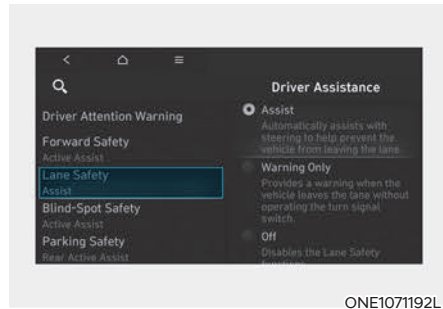 Driver Assistance
Driver Attention Warning
Forward Safety
Active Assist
Lane Safety
Assist
Blind-Spot Safety
Active Assist
Parking Safety
Rear Active Assist
Assist
Automatically assists with
steering to help prevent the
vehicle from leaving the lane.
Warning Only
Provides a warning when the
vehicle leaves the lane without
operating the turn signal
switch.
Off
Disables the Lane Safety
functions.
ONE1071192L